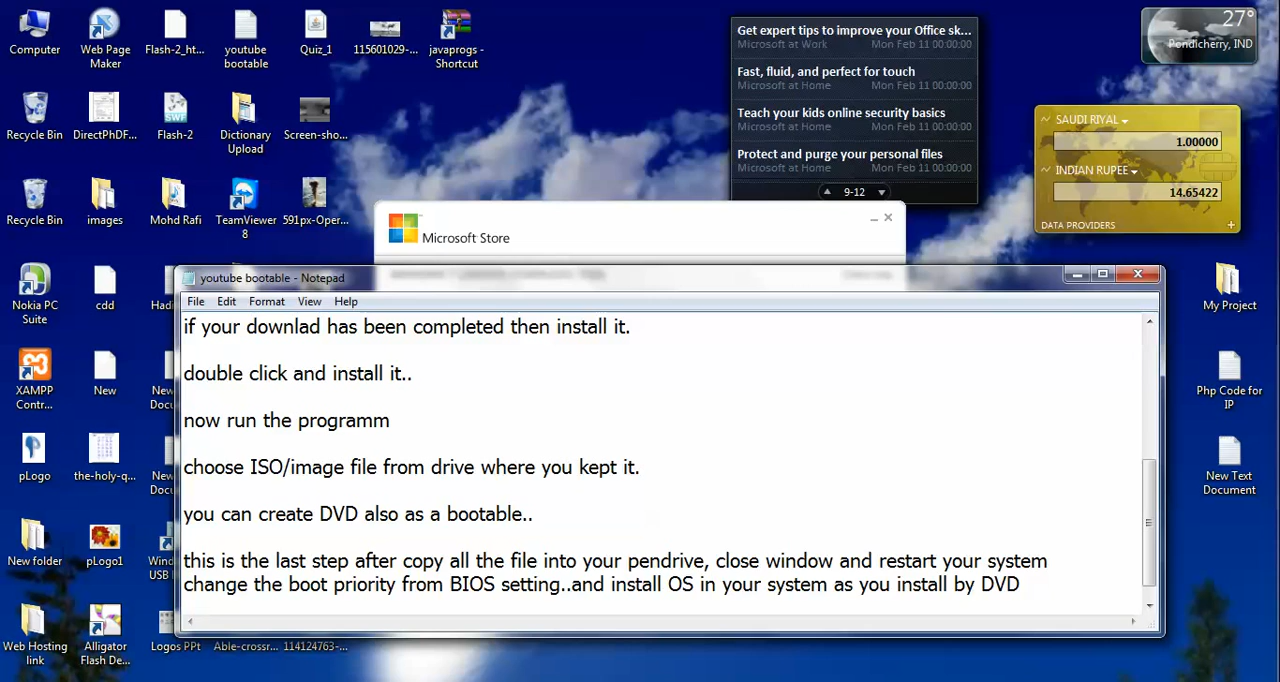 Computer
Web Page
Maker
Flash-2_ht...
youtube
bootable
Quiz_1
115601029-...
javaprogs -
Shortcut
Recycle Bin
DirectPhDF...
Flash-2
Dictionary
Upload
Screen-sho...
Recycle Bin
images
Mohd Rafi
TeamViewer
8
591px-Oper...
Nokia PC
Suite
cdd
Had
XAMPP
Contr...
New
New
Docu
pLogo
the-holy-q...
New
Docu
New folder
pLogo1
Wind
USB
Web Hosting
link
Alligator
Flash De...
Logos PPt
Able-crossr...
114124763-...
Get expert tips to improve your Office sk...
Microsoft at Work
Mon Feb 11 00:00:00
Fast, fluid, and perfect for touch
Microsoft at Home
Mon Feb 11 00:00:00
Teach your kids online security basics
Microsoft at Home
Mon Feb 11 00:00:00
Protect and purge your personal files
Microsoft at Home
Mon Feb 11 00:00:00
9-12
27°
Pondicherry, IND
SAUDI RIYAL
1.00000
INDIAN RUPEE
14.65422
DATA PROVIDERS
Microsoft Store
youtube bootable - Notepad
File Edit Format View Help
if your downlad has been completed then install it.
double click and install it..
now run the programm
choose ISO/image file from drive where you kept it.
you can create DVD also as a bootable..
this is the last step after copy all the file into your pendrive, close window and restart your system
change the boot priority from BIOS setting..and install OS in your system as you install by DVD
My Project
Php Code for
IP
New Text
Document